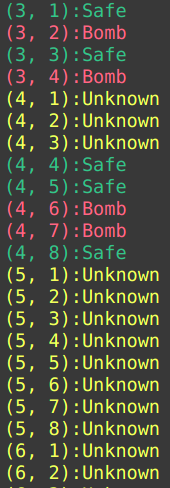 (3, 1):Safe
(3, 2):Bomb
(3, 3):Safe
(3, 4):Bomb
(4, 1):Unknown
(4, 2):Unknown
(4, 3):Unknown
(4, 4):Safe
(4, 5):Safe
(4, 6):Bomb
(4, 7):Bomb
(4, 8):Safe
(5, 1):Unknown
(5, 2):Unknown
(5, 3):Unknown
(5, 4):Unknown
(5, 5):Unknown
(5, 6):Unknown
(5, 7):Unknown
(5, 8):Unknown
(6, 1):Unknown
(6, 2):Unknown